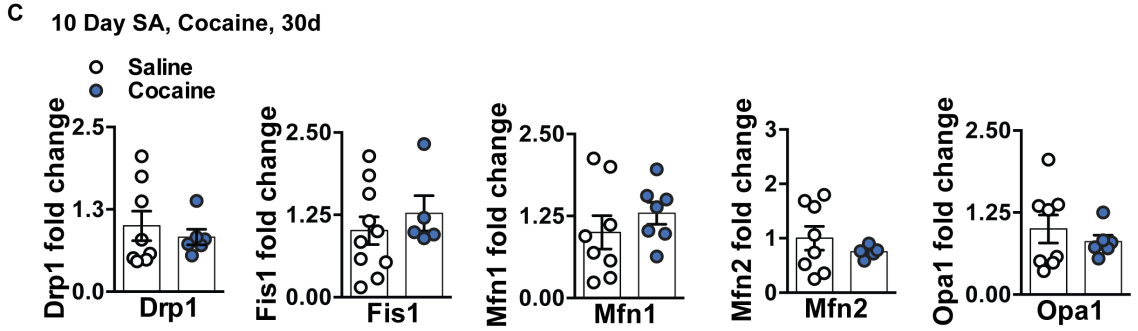 C
10 Day SA, Cocaine, 30d
Saline
Cocaine
Drp1 fold change
2.5
1.3
0.0
Drp1
Fis1 fold change
2.50
1.25
0.00
Fis1
Mfn1 fold change
2.50
1.25
0.00
Mfn1
Mfn2 fold change
3
2
1
0
Mfn2
Opa1 fold change
2.50
1.25
0.00
Opa1